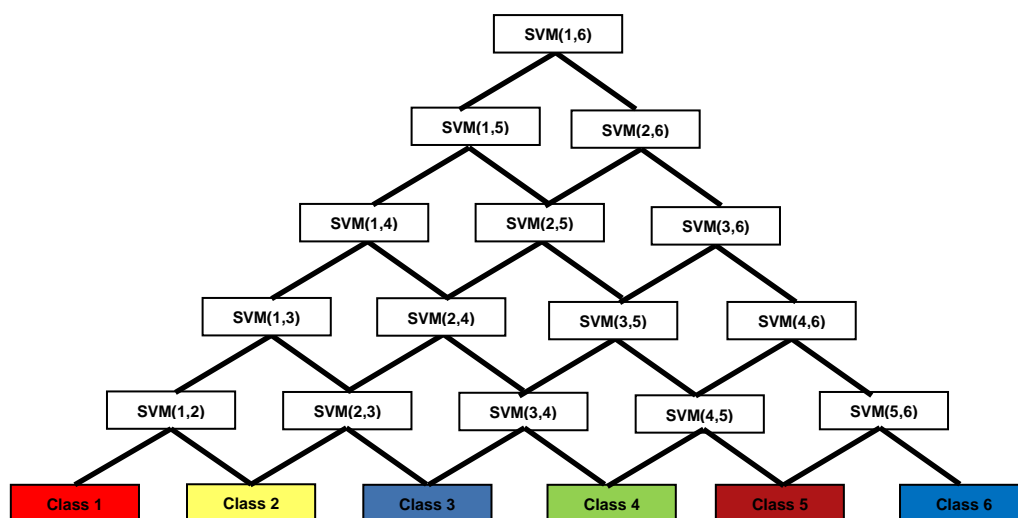 SVM(1,6)
SVM(1,5)
SVM(2,6)
SVM(1,4)
SVM(2,5)
SVM(3,6)
SVM(1,3)
SVM(2,4)
SVM(3,5)
SVM(4,6)
SVM(1,2)
SVM(2,3)
SVM(3,4)
SVM(4,5)
SVM(5,6)
Class 1
Class 2
Class 3
Class 4
Class 5
Class 6